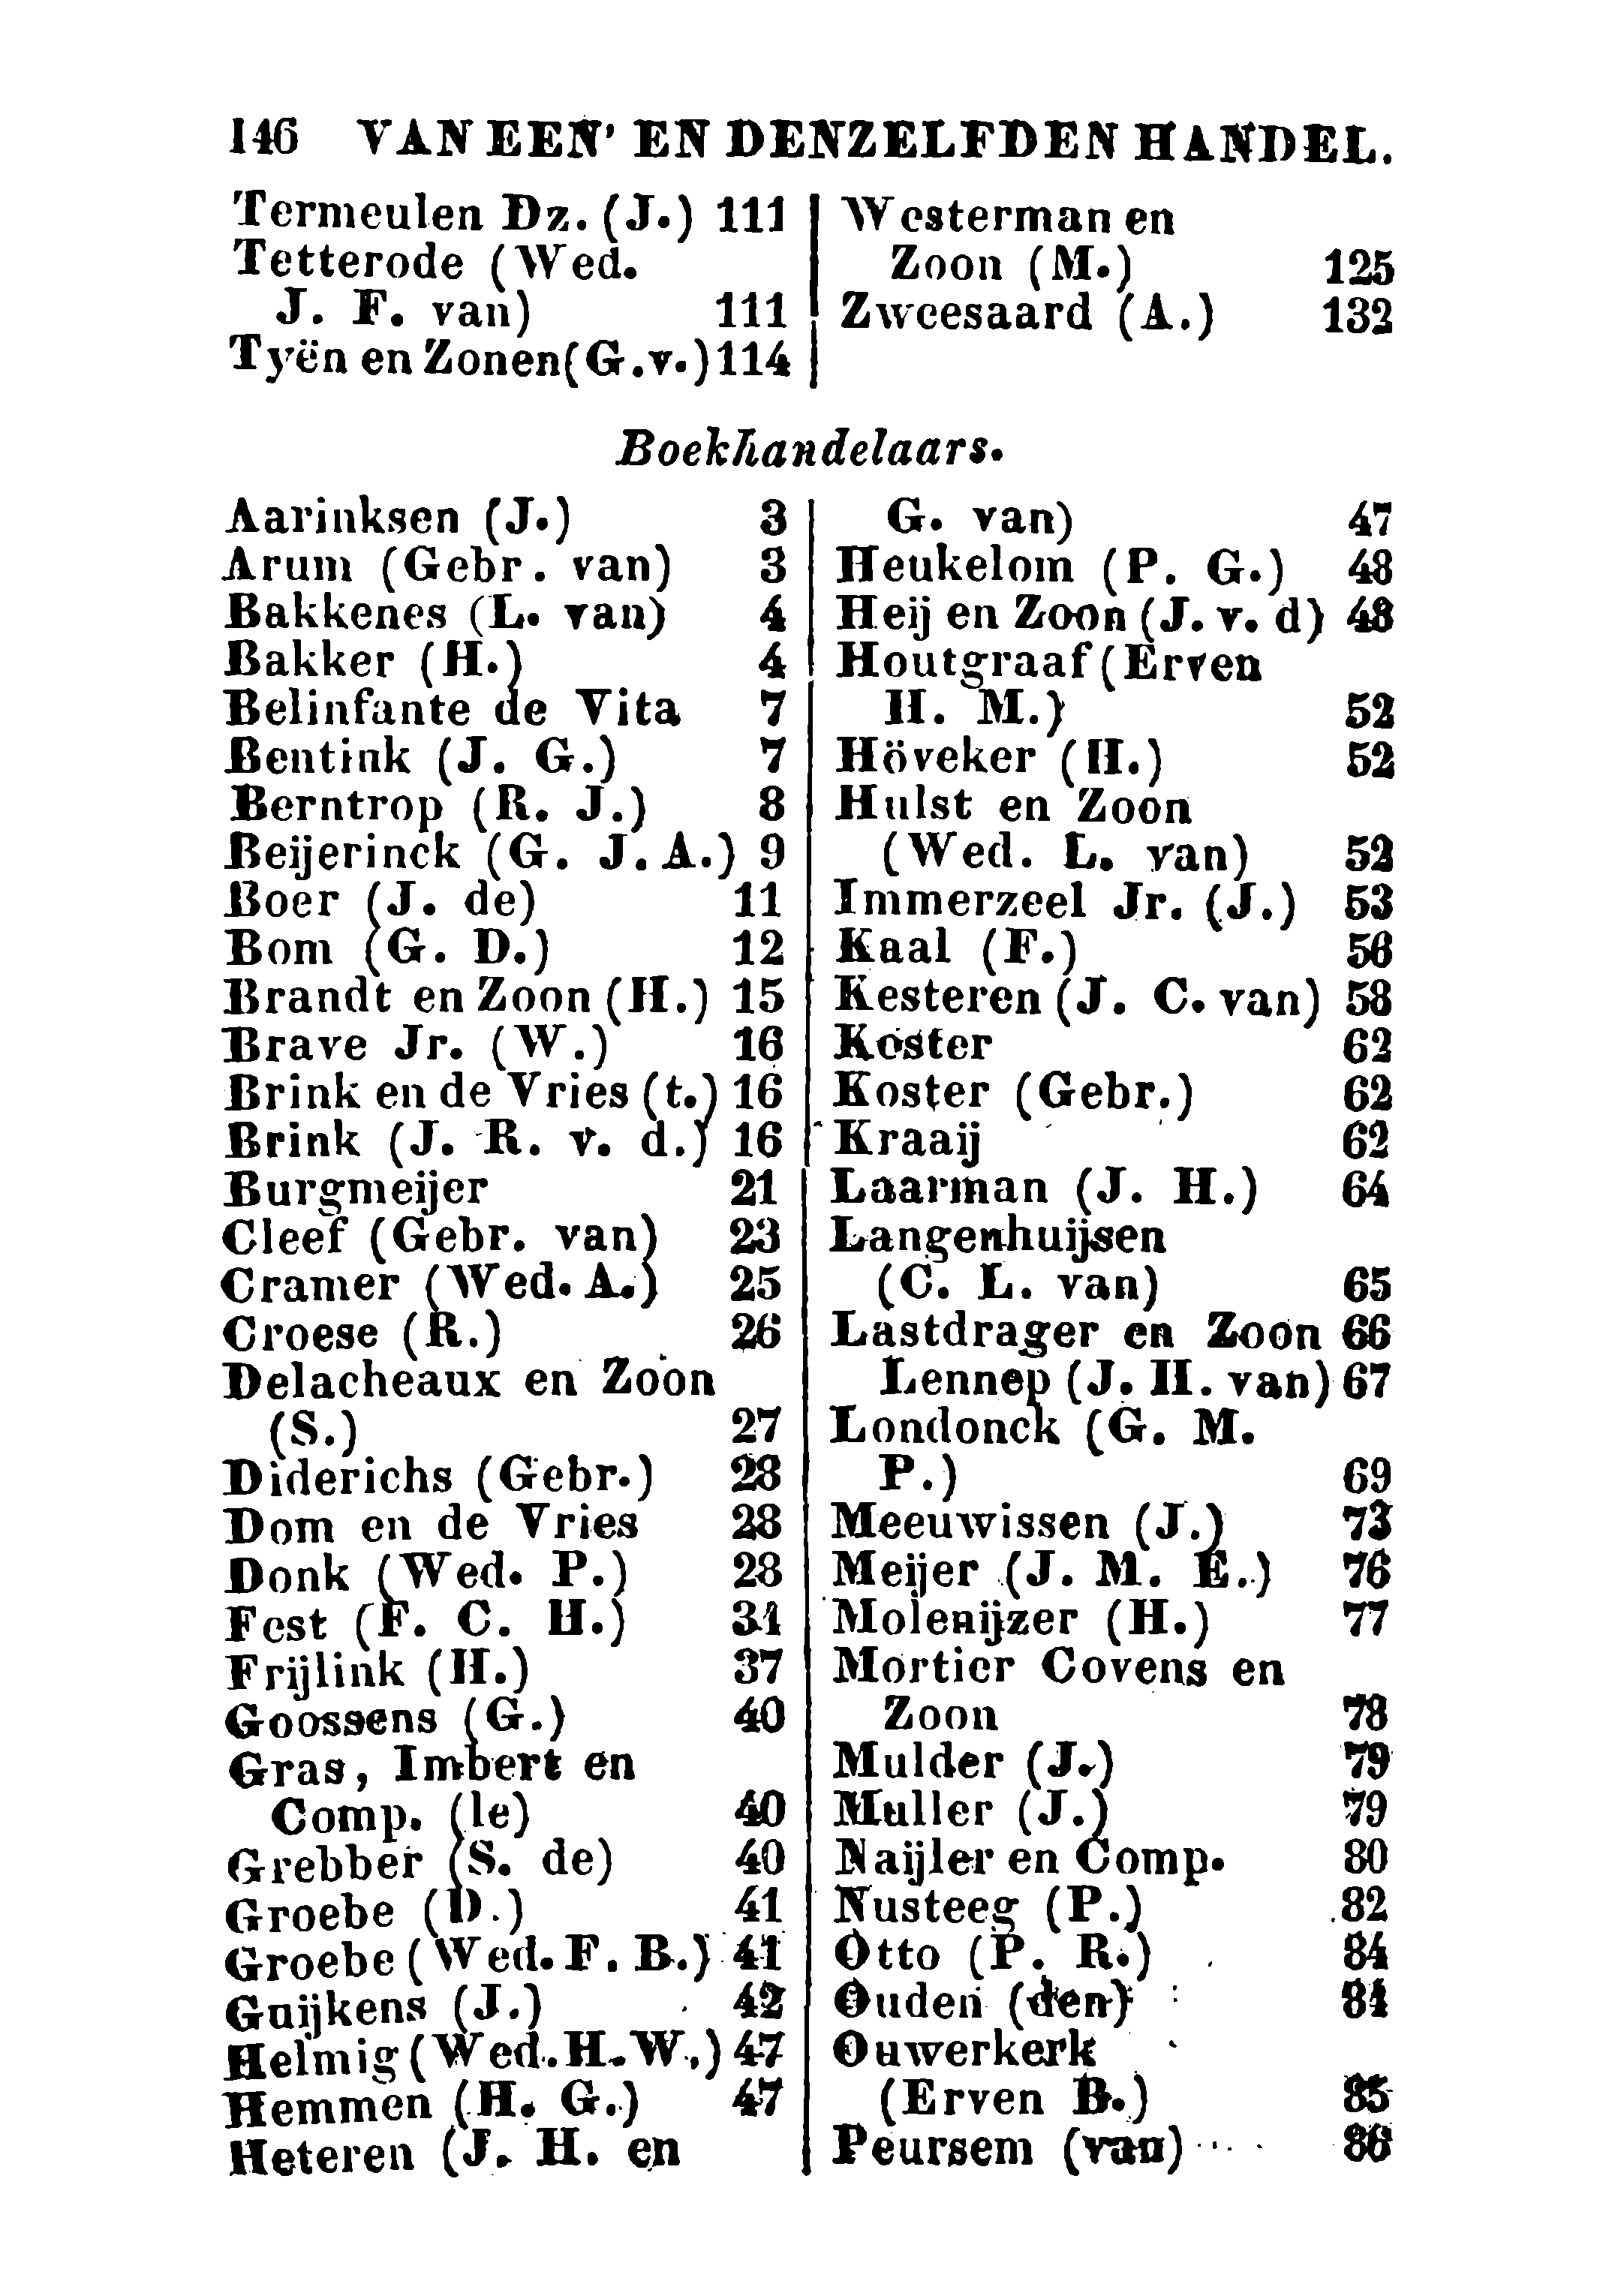 146 VAN EEN' EN DENZELFDEN HANDEL.
Termeulen Dz. (J.) 111
Tetterode (Wed.
J. F. van) 111
Tyën en Zonen (G. v.) 114
Westerman en
Zoon (M.) 125
Zweesaard (A.) 132
Boekhandelaars.
Aarinksen (J.) 3
Arum (Gebr. van) 3
Bakkenes (L. van) 4
Bakker (H.) 4
Belinfante de Vita 7
Bentink (J. G.) 7
Berntrop (R. J.) 8
Beijerinck (G. J. A.) 9
Boer (J. de) 11
Bom (G. D.) 12
Brandt en Zoon (H.) 15
Brave Jr. (W.) 16
Brink en de Vries (t.) 16
Brink (J. R. v. d.) 16
Burgmeijer 21
Cleef (Gebr. van) 23
Cramer (Wed. A.) 25
Croese (R.) 26
Delacheaux en Zoon
(S.) 27
Diderichs (Gebr.) 28
Dom en de Vries 28
Donk (Wed. P.) 28
Fest (F. C. H.) 34
Frijlink (H.) 37
Goossens (G.) 40
Gras, Imbert en
Comp. (le) 40
Grebber (S. de) 40
Groebe (D.) 41
Groebe (Wed. F. B.) 41
Guijkens (J.) 42
Helmig (Wed. H. W.) 47
Hemmen (H. G.) 47
Heteren (J. H. en
G. van) 47
Heukelom (P. G.) 48
Heij en Zoon (J. v. d) 48
Houtgraaf (Erven
H. M.) 52
Höveker (H.) 52
Hulst en Zoon
(Wed. L. van) 52
Immerzeel Jr. (J.) 53
Kaal (F.) 56
Kesteren (J. C. van) 58
Koster 62
Koster (Gebr.) 62
Kraaij 62
Laarman (J. H.) 64
Langenhuijsen
(C. L. van) 65
Lastdrager en Zoon 66
Lennep (J. H. van) 67
Londonck (G. M.
P.) 69
Meeuwissen (J.) 73
Meijer (J. M. E.) 76
Molenijzer (H.) 77
Mortier Covens en
Zoon 78
Mulder (J.) 79
Muller (J.) 79
Naijler en Comp. 80
Nusteeg (P.) 82
Otto (P. R.) 84
Ouden (den) 84
Ouwerkerk
(Erven B.) 85
Peursem (van) 86